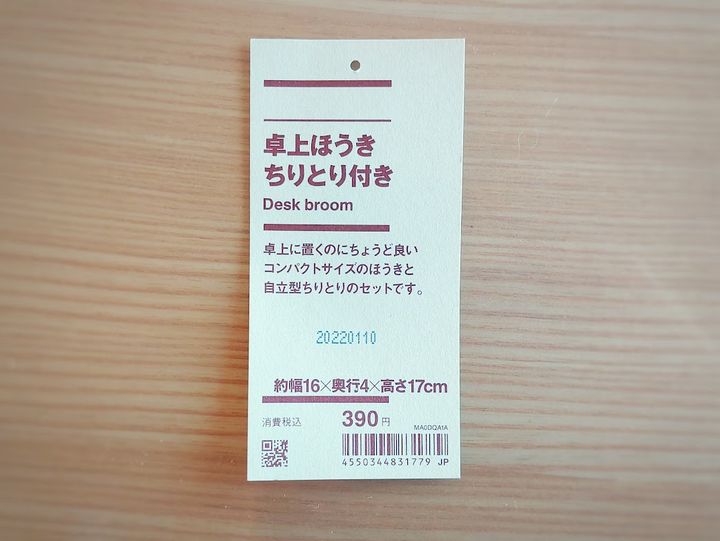 卓上ほうき
ちりとり付き
Desk broom
卓上に置くのにちょうど良い
コンパクトサイズのほうきと
自立型ちりとりのセットです。
20220110
約幅16×奥行4×高さ17cm
消費税込 390円
4550344831779 JP